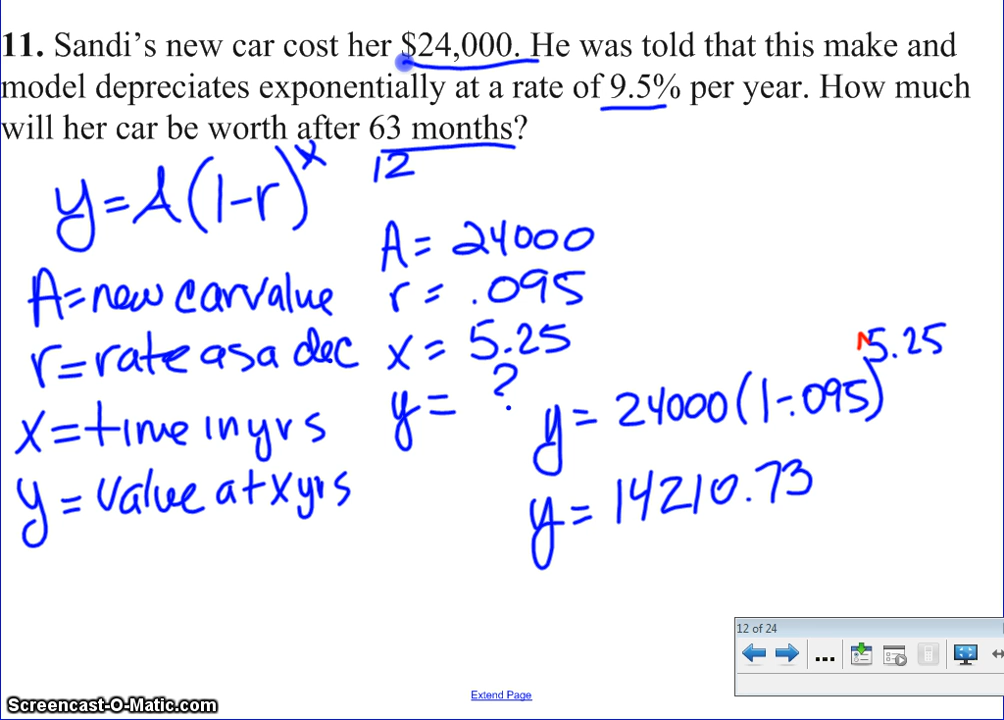 11. Sandi's new car cost her $24,000. He was told that this make and
model depreciates exponentially at a rate of 9.5% per year. How much
will her car be worth after 63 months?
12
y=A(1-r)^x
A=new car value
r=rate as a dec
x=time in yrs
y=value at x yrs
A= 24000
r= .095
x= 5.25
y= ?
y= 24000(1-.095)^5.25
y= 14210.73
12 of 24
Extend Page
Screencast-O-Matic.com